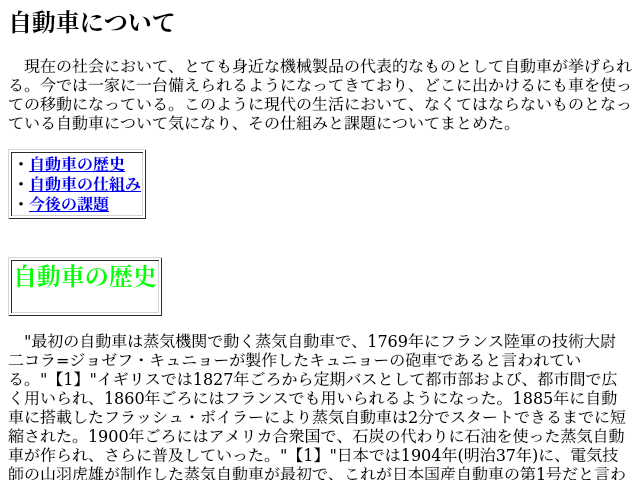 自動車について
現在の社会において、とても身近な機械製品の代表的なものとして自動車が挙げられ
る。今では一家に一台備えられるようになってきており、どこに出かけるにも車を使っ
ての移動になっている。このように現代の生活において、なくてはならないものとなっ
ている自動車について気になり、その仕組みと課題についてまとめた。
・自動車の歴史
・自動車の仕組み
・今後の課題
自動車の歴史
"最初の自動車は蒸気機関で動く蒸気自動車で、1769年にフランス陸軍の技術大尉
二コラ=ジョゼフ・キュニョーが製作したキュニョーの砲車であると言われてい
る。"【1】"イギリスでは1827年ごろから定期バスとして都市部および、都市間で広
く用いられ、1860年ごろにはフランスでも用いられるようになった。1885年に自動
車に搭載したフラッシュ・ボイラーにより蒸気自動車は2分でスタートできるまでに短
縮された。1900年ごろにはアメリカ合衆国で、石炭の代わりに石油を使った蒸気自動
車が作られ、さらに普及していった。"【1】"日本では1904年(明治37年)に、電気技
師の山羽虎雄が制作した蒸気自動車が最初で、これが日本国産自動車の第1号だと言わ